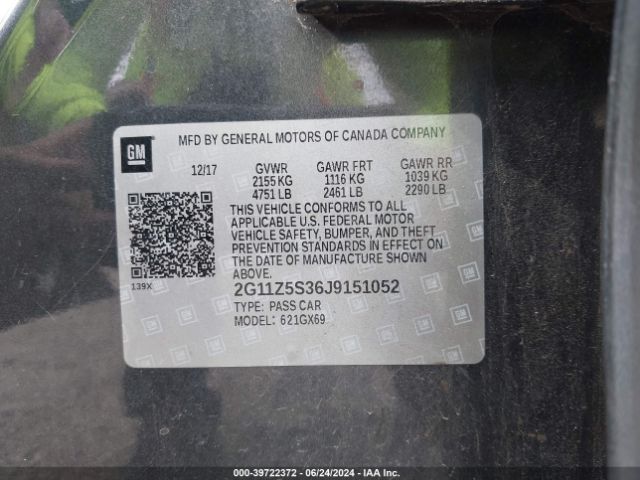 GM
MFD BY GENERAL MOTORS OF CANADA COMPANY
12/17 GVWR GAWR FRT GAWR RR
2155 KG 1116 KG 1039 KG
4751 LB 2461 LB 2290 LB
THIS VEHICLE CONFORMS TO ALL
APPLICABLE U.S. FEDERAL MOTOR
VEHICLE SAFETY, BUMPER, AND THEFT
PREVENTION STANDARDS IN EFFECT ON
THE DATE OF MANUFACTURE SHOWN
ABOVE.
139X
2G11Z5S36J9151052
TYPE: PASS CAR
MODEL: 621GX69
000-39722372 / 06/24/2024 / IAA Inc.